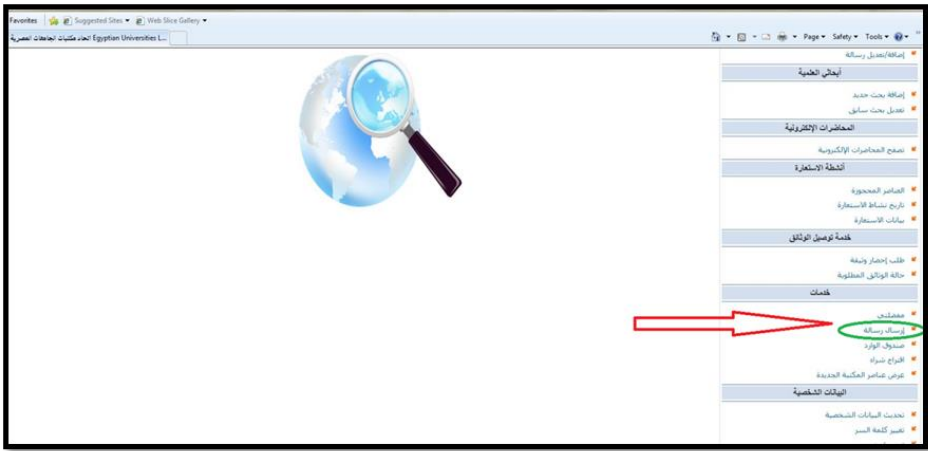 Favorites Suggested Sites Web Slice Gallery
Egyptian Universities L... اتحاد مكتبات الجامعات المصرية
Page Safety Tools
إضافة/تعديل رسالة
أبحاثي العلمية
إضافة بحث جديد
تعديل بحث سابق
المحاضرات الإلكترونية
تصفح المحاضرات الإلكترونية
أنشطة الاستعارة
العناصر المحجوزة
تاريخ نشاط الأستعارة
بيانات الاستعارة
خدمة توصيل الوثائق
طلب إحضار وثيقة
حالة الوثائق المطلوبة
خدمات
مفضلتى
إرسال رسالة
صندوق الوارد
اقتراح شراء
عرض عناصر المكتبة الجديدة
البيانات الشخصية
تحديث البيانات الشخصية
تغيير كلمة السر